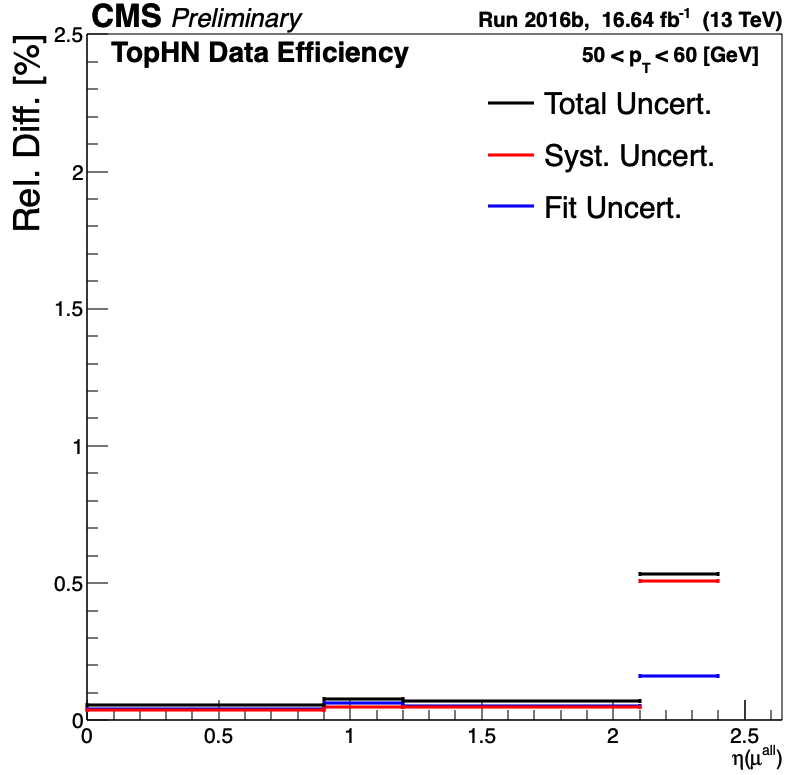 CMS Preliminary Run 2016b, 16.64 fb⁻¹ (13 TeV)
TopHN Data Efficiency 50 < pT < 60 [GeV]
Total Uncert.
Syst. Uncert.
Fit Uncert.
Rel. Diff. [%]
2.5
2
1.5
1
0.5
0
0 0.5 1 1.5 2 2.5
η(μall)